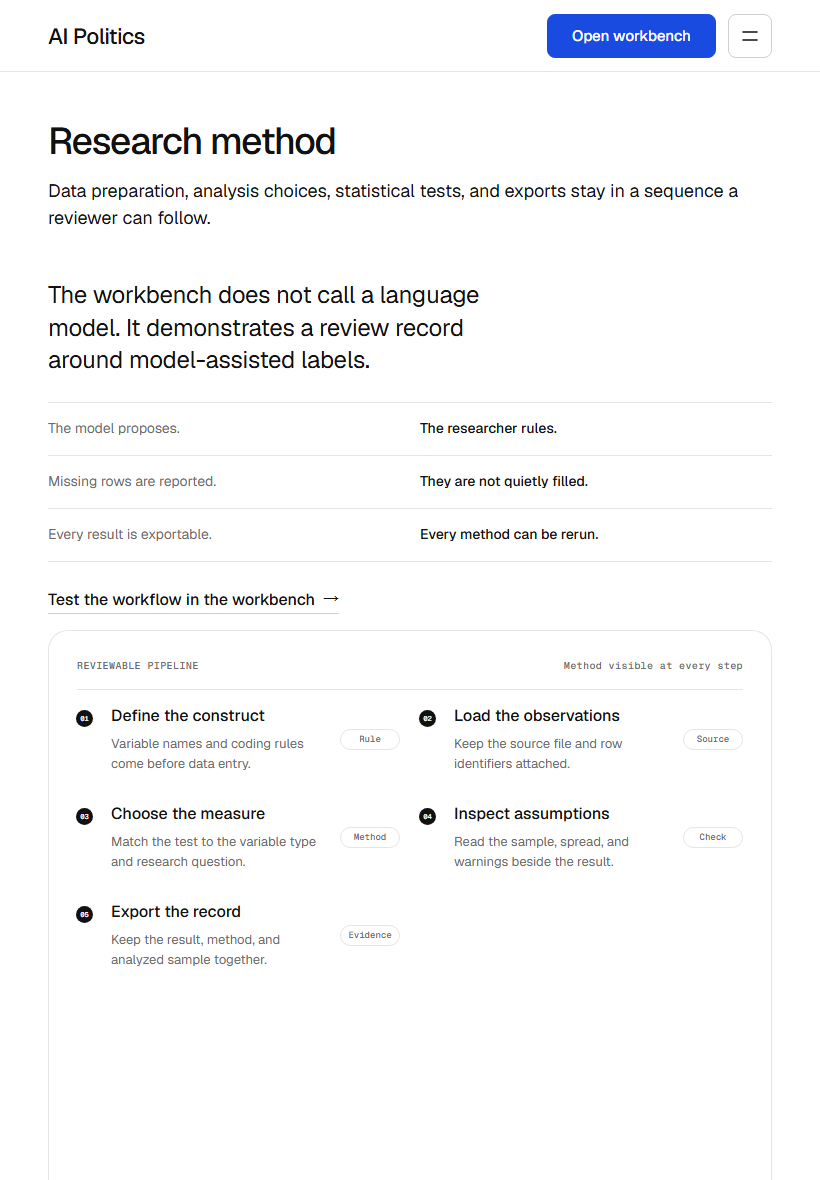 AI Politics
Open workbench
Research method
Data preparation, analysis choices, statistical tests, and exports stay in a sequence a
reviewer can follow.
The workbench does not call a language
model. It demonstrates a review record
around model-assisted labels.
The model proposes.
The researcher rules.
Missing rows are reported.
They are not quietly filled.
Every result is exportable.
Every method can be rerun.
Test the workflow in the workbench →
REVIEWABLE PIPELINE
Method visible at every step
01
Define the construct
Variable names and coding rules
come before data entry.
Rule
02
Load the observations
Keep the source file and row
identifiers attached.
Source
03
Choose the measure
Match the test to the variable type
and research question.
Method
04
Inspect assumptions
Read the sample, spread, and
warnings beside the result.
Check
05
Export the record
Keep the result, method, and
analyzed sample together.
Evidence